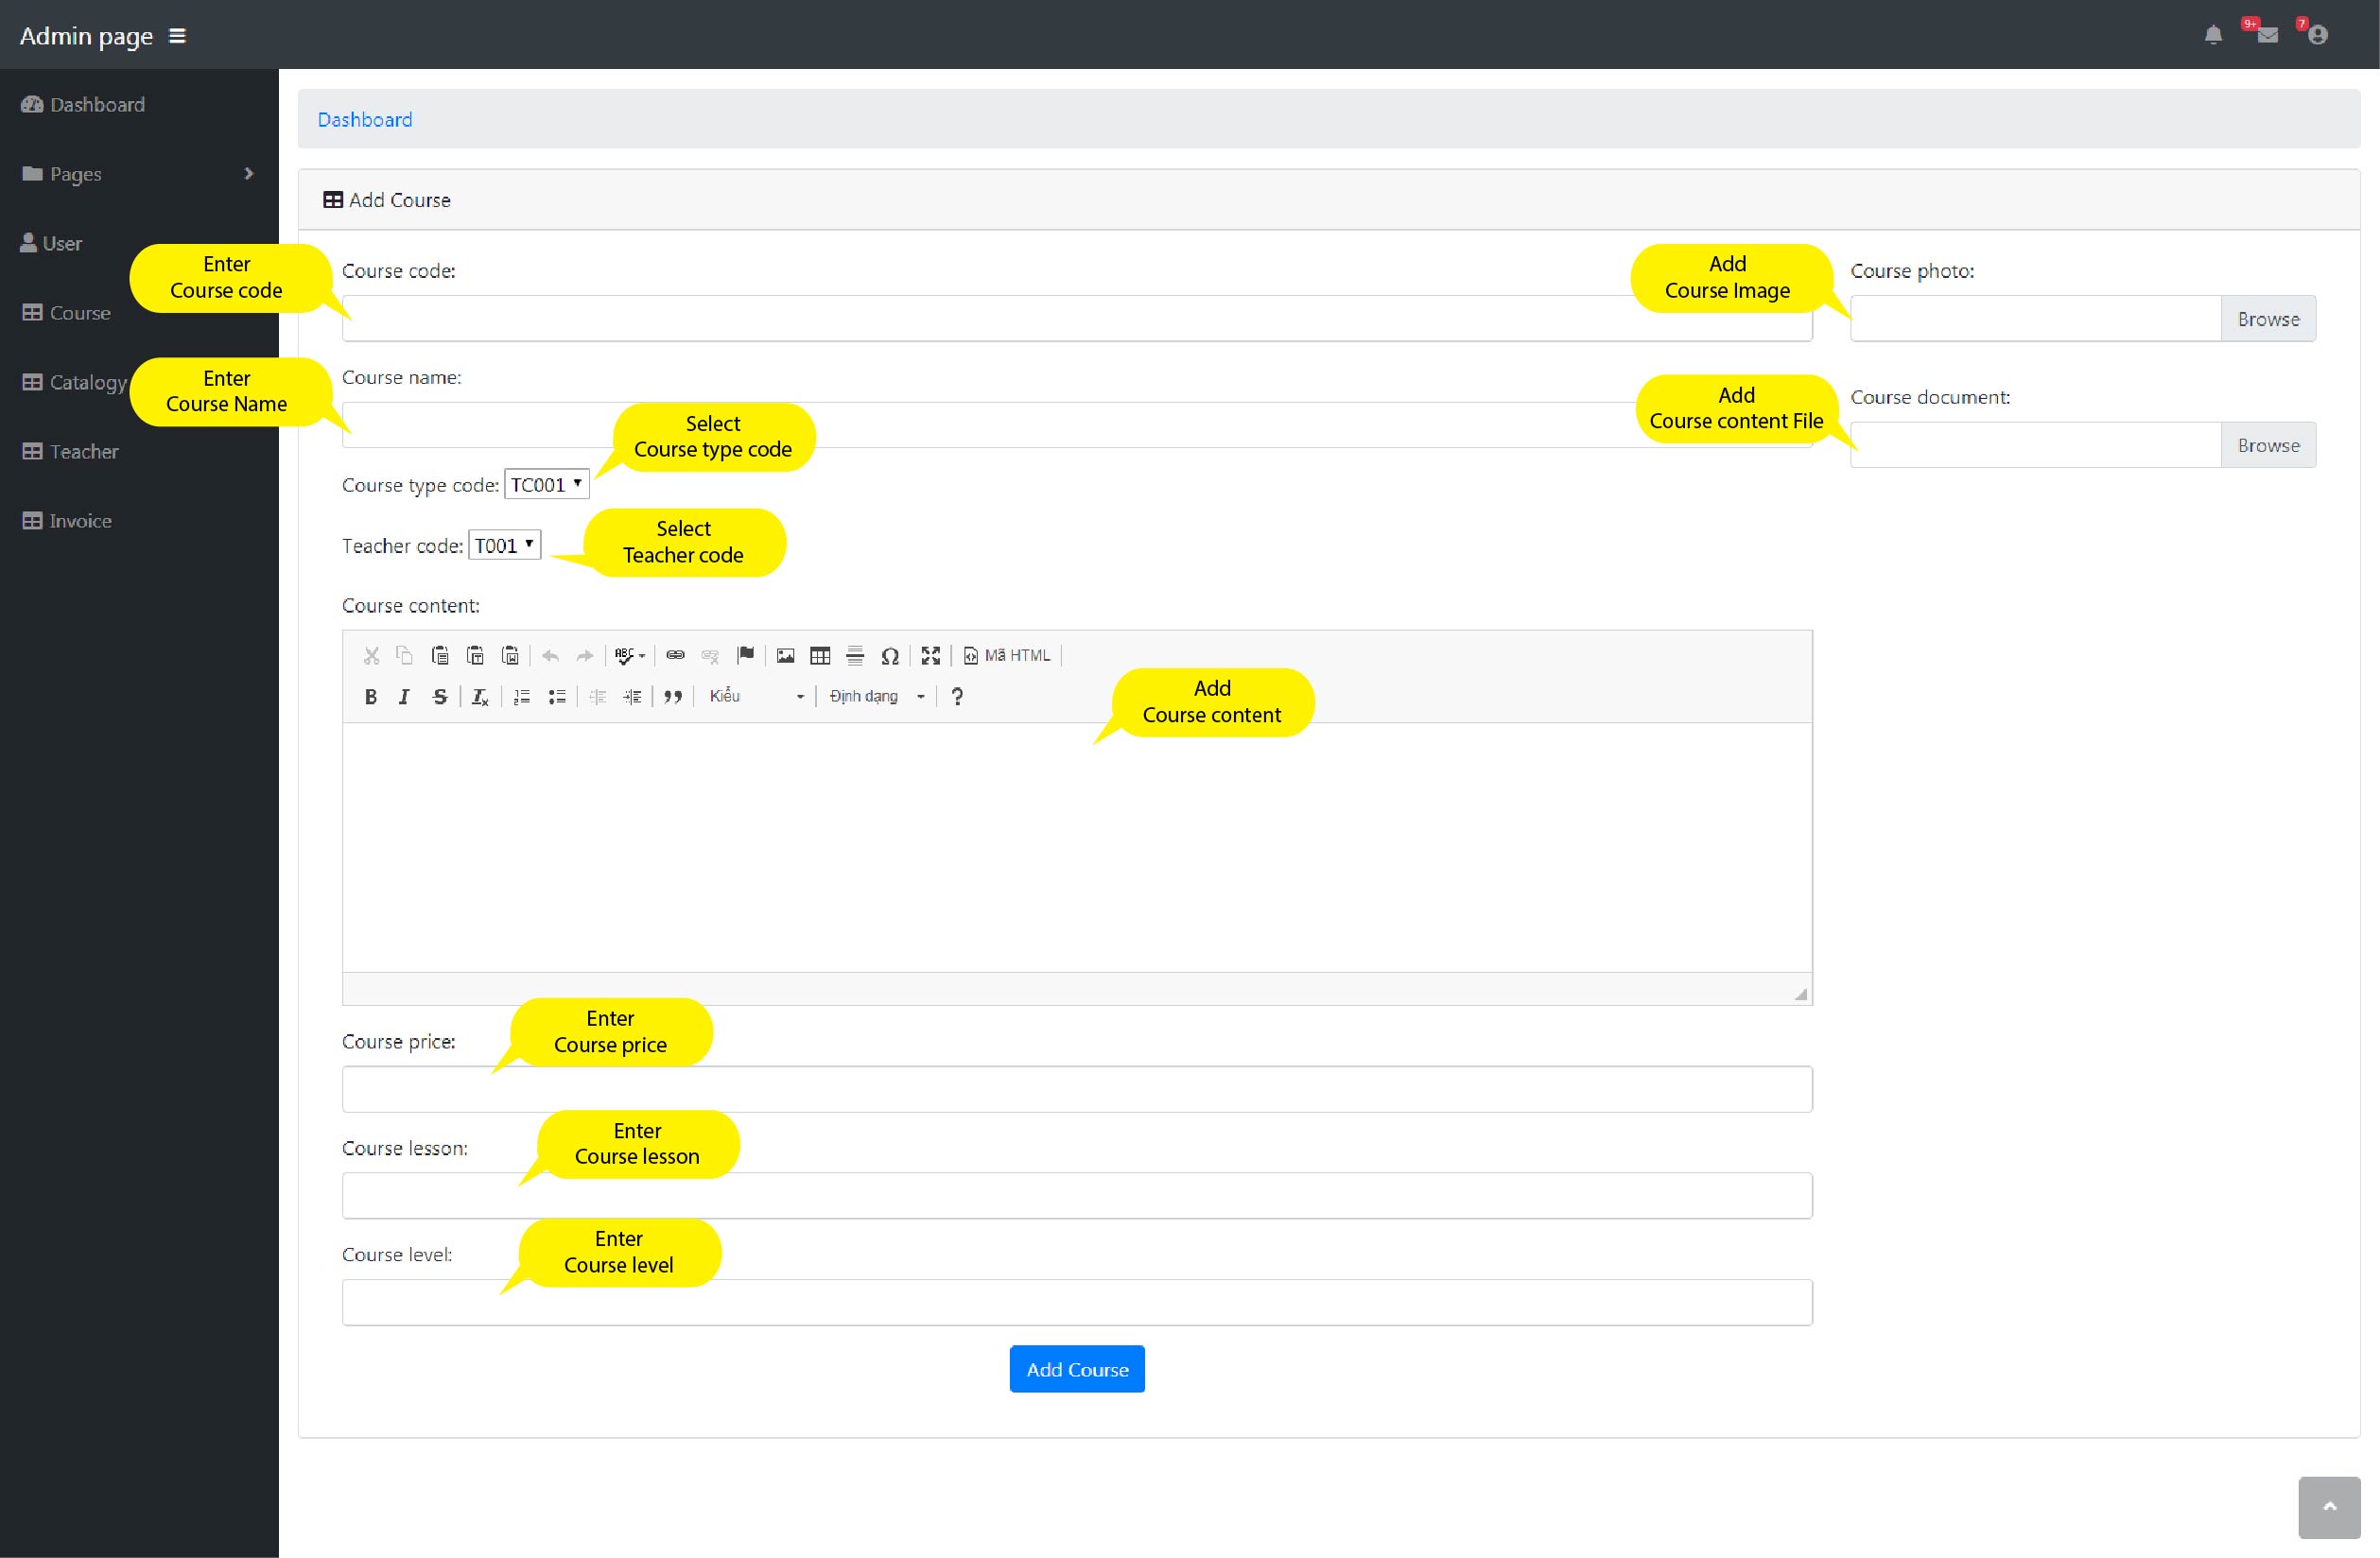 Admin page
9+
7
Dashboard
Pages
User
Course
Catalogy
Teacher
Invoice
Dashboard
Add Course
Enter
Course code
Course code:
Add
Course Image
Course photo:
Browse
Enter
Course Name
Course name:
Select
Course type code
Add
Course content File
Course document:
Browse
Course type code: TC001
Select
Teacher code
Teacher code: T001
Course content:
ABC
Ω
Mã HTML
B I S Ix
Kiểu
Định dạng
?
Add
Course content
Enter
Course price
Course price:
Enter
Course lesson
Course lesson:
Enter
Course level
Course level:
Add Course